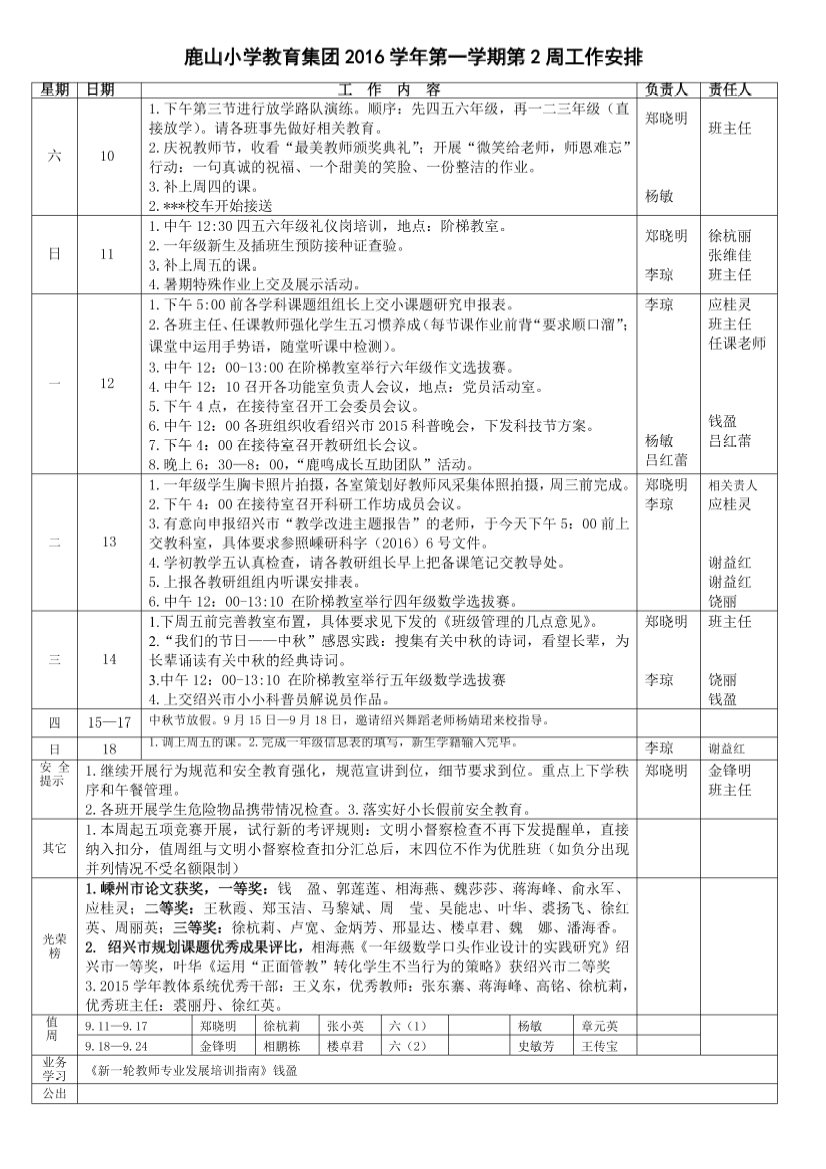 鹿山小学教育集团 2016 学年第一学期第 2 周工作安排
星期 日期 工 作 内 容 负责人 责任人
六 10
1.下午第三节进行放学路队演练。顺序：先四五六年级，再一二三年级（直
接放学）。请各班事先做好相关教育。
2.庆祝教师节，收看“最美教师颁奖典礼”；开展“微笑给老师，师恩难忘”
行动：一句真诚的祝福、一个甜美的笑脸、一份整洁的作业。
3.补上周四的课。
2.***校车开始接送
郑晓明
杨敏
班主任
日 11
1.中午 12:30 四五六年级礼仪岗培训，地点：阶梯教室。
2.一年级新生及插班生预防接种证查验。
3.补上周五的课。
4.暑期特殊作业上交及展示活动。
郑晓明
李琼
徐杭丽
张维佳
班主任
一 12
1.下午 5:00 前各学科课题组组长上交小课题研究申报表。
2.各班主任、任课教师强化学生五习惯养成（每节课作业前背“要求顺口溜”；
课堂中运用手势语，随堂听课中检测）。
3.中午 12：00-13:00 在阶梯教室举行六年级作文选拔赛。
4.中午 12：10 召开各功能室负责人会议，地点：党员活动室。
5.下午 4 点，在接待室召开工会委员会议。
6.中午 12：00 各班组织收看绍兴市 2015 科普晚会，下发科技节方案。
7.下午 4：00 在接待室召开教研组长会议。
8.晚上 6：30—8：00，“鹿鸣成长互助团队”活动。
李琼
杨敏
吕红蕾
应桂灵
班主任
任课老师
钱盈
吕红蕾
二 13
1.一年级学生胸卡照片拍摄，各室策划好教师风采集体照拍摄，周三前完成。
2.下午 4：00 在接待室召开科研工作坊成员会议。
3.有意向申报绍兴市“教学改进主题报告”的老师，于今天下午 5：00 前上
交教科室，具体要求参照嵊研科字（2016）6 号文件。
4.学初教学五认真检查，请各教研组长早上把备课笔记交教导处。
5.上报各教研组组内听课安排表。
6.中午 12：00-13:10 在阶梯教室举行四年级数学选拔赛。
郑晓明
李琼
相关责人
应桂灵
谢益红
谢益红
饶丽
三 14
1.下周五前完善教室布置，具体要求见下发的《班级管理的几点意见》。
2.“我们的节日——中秋”感恩实践：搜集有关中秋的诗词，看望长辈，为
长辈诵读有关中秋的经典诗词。
3.中午 12：00-13:10 在阶梯教室举行五年级数学选拔赛
4.上交绍兴市小小科普员解说员作品。
郑晓明
李琼
班主任
饶丽
钱盈
四 15—17 中秋节放假。9 月 15 日—9 月 18 日，邀请绍兴舞蹈老师杨婧珺来校指导。
日 18 1.调上周五的课。2.完成一年级信息表的填写，新生学籍输入完毕。 李琼 谢益红
安 全
提示
1.继续开展行为规范和安全教育强化，规范宣讲到位，细节要求到位。重点上下学秩
序和午餐管理。
2.各班开展学生危险物品携带情况检查。3.落实好小长假前安全教育。
郑晓明
金锋明
班主任
其它
1.本周起五项竞赛开展，试行新的考评规则：文明小督察检查不再下发提醒单，直接
纳入扣分，值周组与文明小督察检查扣分汇总后，末四位不作为优胜班（如负分出现
并列情况不受名额限制）
光荣
榜
1.嵊州市论文获奖，一等奖：钱 盈、郭莲莲、相海燕、魏莎莎、蒋海峰、俞永军、
应桂灵；二等奖：王秋霞、郑玉洁、马黎斌、周 莹、吴能忠、叶华、裘扬飞、徐红
英、周丽英；三等奖：徐杭莉、卢宽、金炳芳、邢显达、楼卓君、魏 娜、潘海香。
2. 绍兴市规划课题优秀成果评比，相海燕《一年级数学口头作业设计的实践研究》绍
兴市一等奖，叶华《运用“正面管教”转化学生不当行为的策略》获绍兴市二等奖
3.2015 学年教体系统优秀干部：王义东，优秀教师：张东寨、蒋海峰、高铭、徐杭莉，
优秀班主任：裘丽丹、徐红英。
值
周
9.11—9.17 郑晓明 徐杭莉 张小英 六（1） 杨敏 章元英
9.18—9.24 金锋明 相鹏栋 楼卓君 六（2） 史敏芳 王传宝
业务
学习
《新一轮教师专业发展培训指南》钱盈
公出